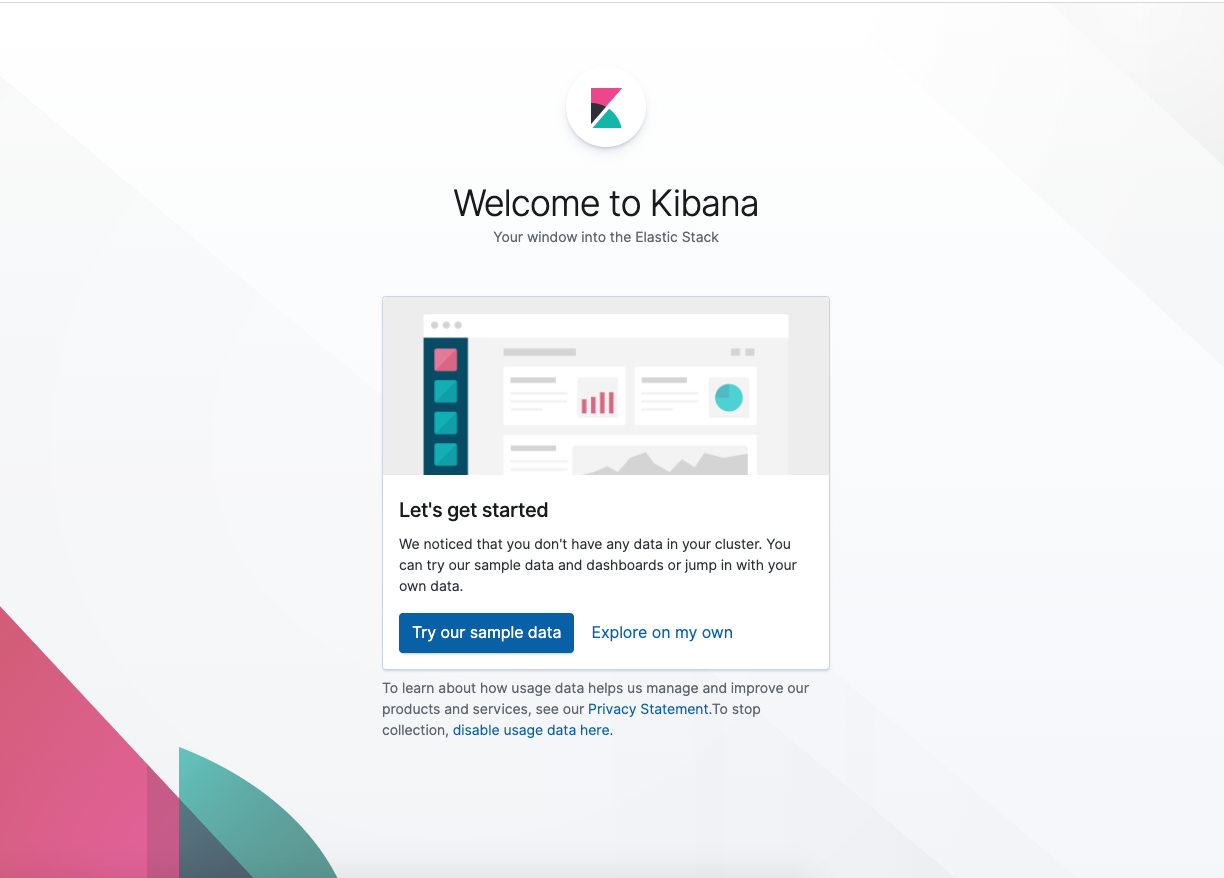 Welcome to Kibana
Your window into the Elastic Stack
Let's get started
We noticed that you don't have any data in your cluster. You
can try our sample data and dashboards or jump in with your
own data.
Try our sample data
Explore on my own
To learn about how usage data helps us manage and improve our
products and services, see our Privacy Statement.To stop
collection, disable usage data here.